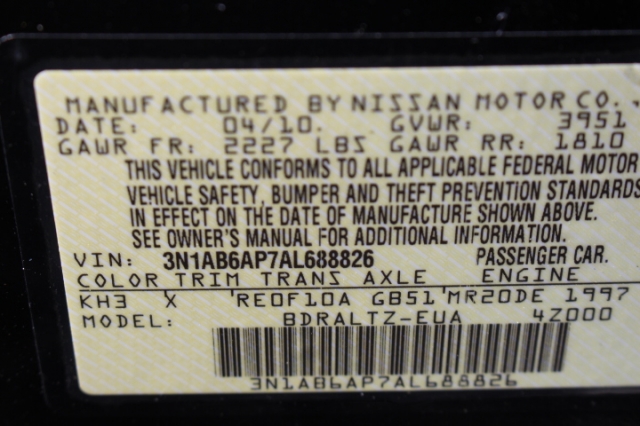 MANUFACTURED BY NISSAN MOTOR CO.
DATE: 04/10. GVWR: 3951
GAWR FR: 2227 LBS GAWR RR: 1810
THIS VEHICLE CONFORMS TO ALL APPLICABLE FEDERAL MOTOR
VEHICLE SAFETY, BUMPER AND THEFT PREVENTION STANDARDS
IN EFFECT ON THE DATE OF MANUFACTURE SHOWN ABOVE.
SEE OWNER'S MANUAL FOR ADDITIONAL INFORMATION.
VIN: 3N1AB6AP7AL688826 PASSENGER CAR.
COLOR TRIM TRANS AXLE ENGINE
KH3 X 'RE0F10A GB51'MR20DE 1997
MODEL: BDRALTZ-EUA 4Z000
3N1AB6AP7AL688826